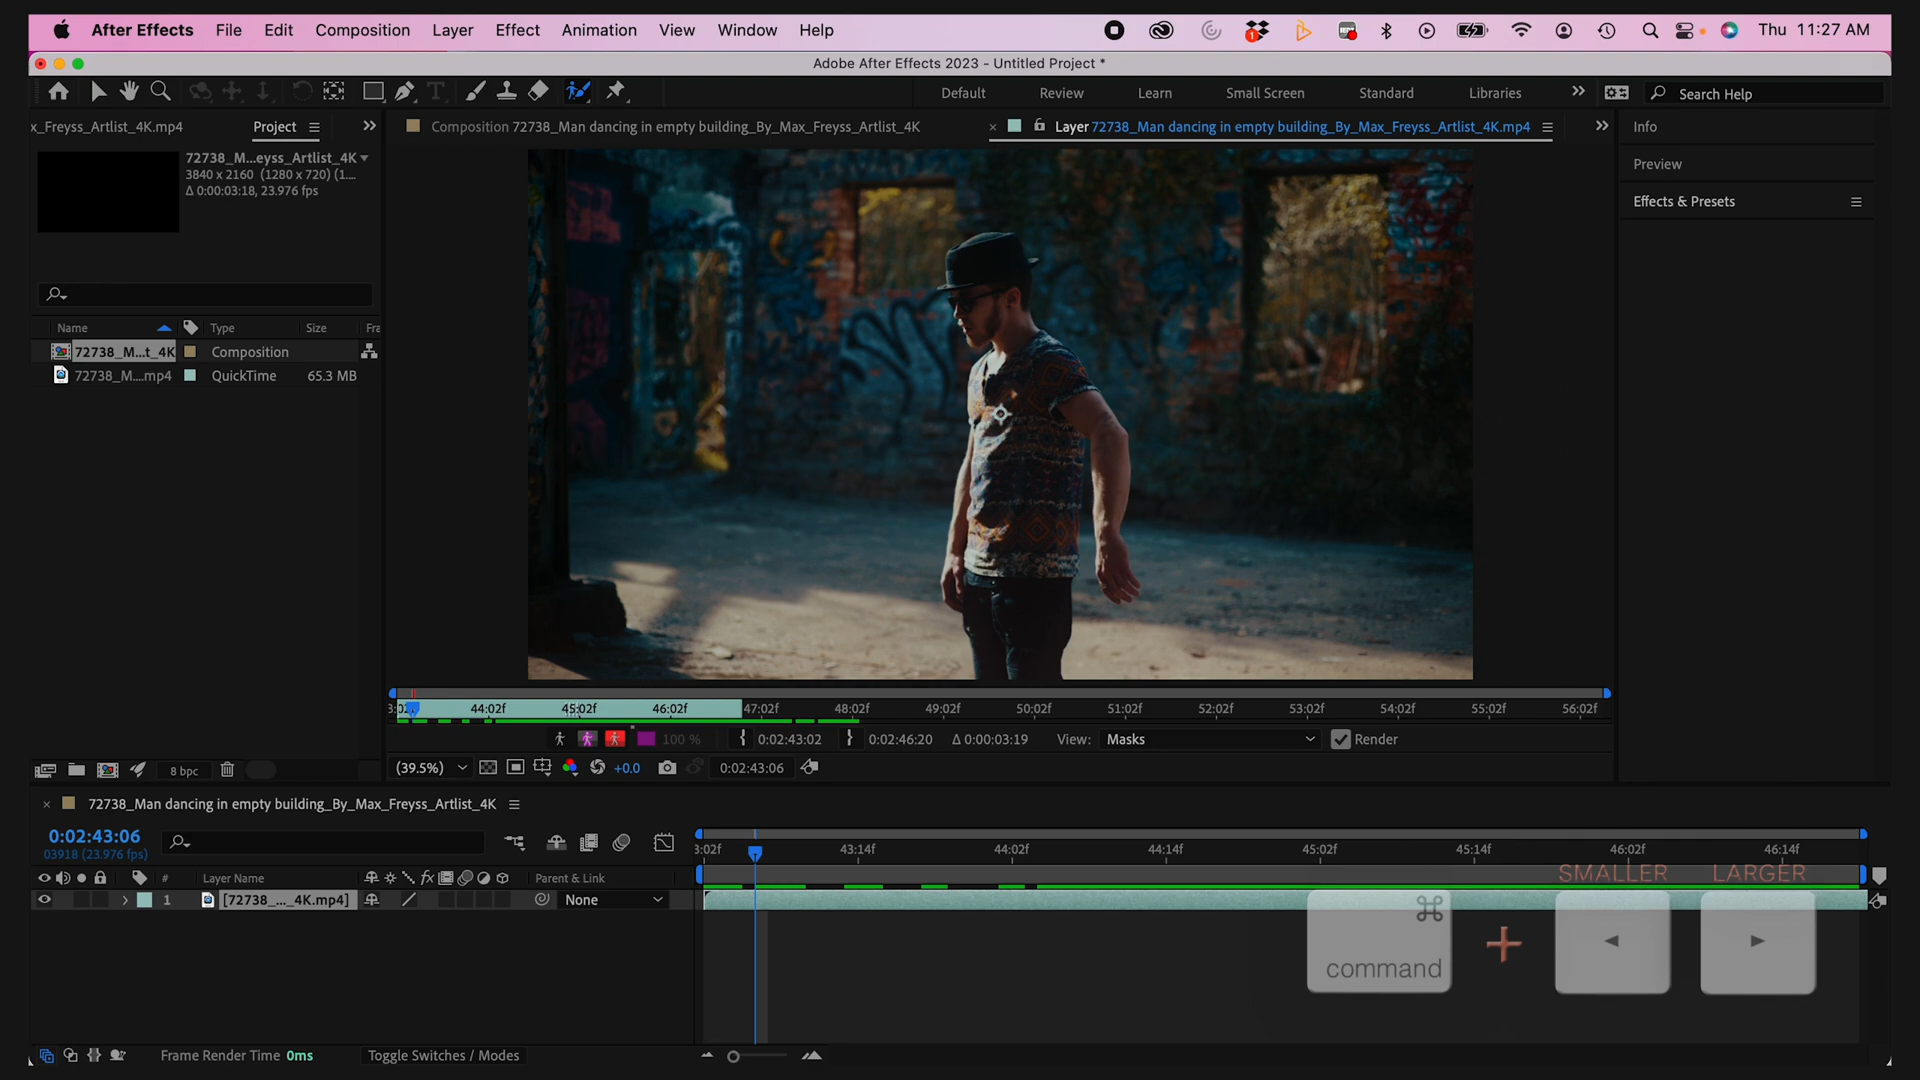 After Effects File Edit Composition Layer Effect Animation View Window Help Thu 11:27 AM
Adobe After Effects 2023 - Untitled Project *
Default Review Learn Small Screen Standard Libraries Search Help
x_Freyss_Artlist_4K.mp4 Project
Composition 72738_Man dancing in empty building_By_Max_Freyss_Artlist_4K
Layer 72738_Man dancing in empty building_By_Max_Freyss_Artlist_4K.mp4
Info
Preview
Effects & Presets
72738_M...eyss_Artlist_4K
3840 x 2160 (1280 x 720) (1....
Δ 0:00:03:18, 23.976 fps
Name Type Size Fra
72738_M...t_4K Composition
72738_M....mp4 QuickTime 65.3 MB
44:02f 45:02f 46:02f 47:02f 48:02f 49:02f 50:02f 51:02f 52:02f 53:02f 54:02f 55:02f 56:02f
100 % 0:02:43:02 0:02:46:20 Δ 0:00:03:19 View: Masks Render
8 bpc
(39.5%) +0.0 0:02:43:06
72738_Man dancing in empty building_By_Max_Freyss_Artlist_4K
0:02:43:06
03918 (23.976 fps)
3:02f 43:14f 44:02f 44:14f 45:02f 45:14f 46:02f 46:14f
# Layer Name fx Parent & Link
1 [72738_..._4K.mp4] None
SMALLER LARGER
⌘
command + ◄ ►
Frame Render Time 0ms Toggle Switches / Modes